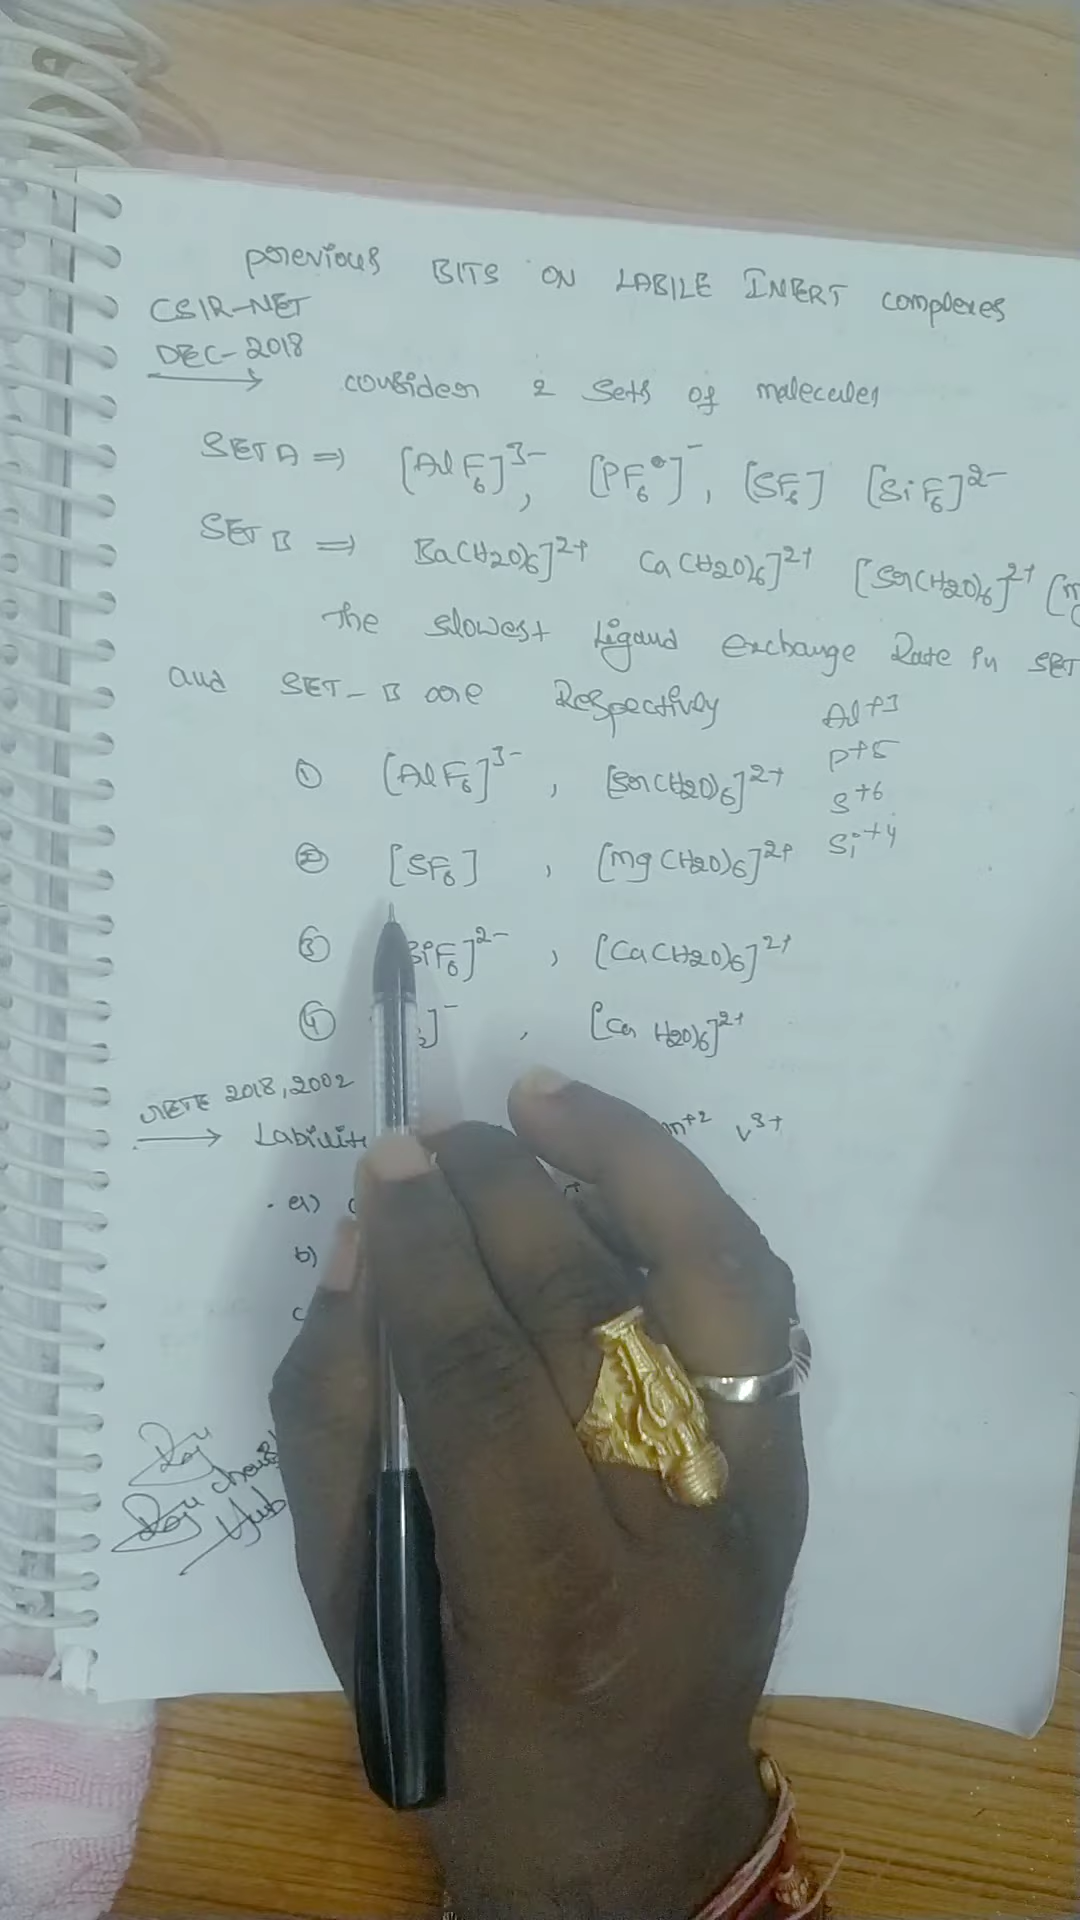 previous BITS ON LABILE INERT complexes
CSIR-NET
DEC-2018
consider 2 Sets of molecules
SET A ⇒ [AlF6]3-, [PF6]-, [SF6] [SiF6]2-
SET B ⇒ Ba(H2O)6]2+ Ca(H2O)6]2+ [Sr(H2O)6]2+ [m
The slowest Ligand exchange Rate in SET
and SET-B are Respectively
Al+3
P+5
S+6
Si+4
① [AlF6]3-, [Sr(H2O)6]2+
② [SF6], [Mg(H2O)6]2+
③ SiF6]2-, [Ca(H2O)6]2+
④ ]-, [Ca H2O)6]2+
2018, 2002
V3+
a)
b)
c
Raju
Raju